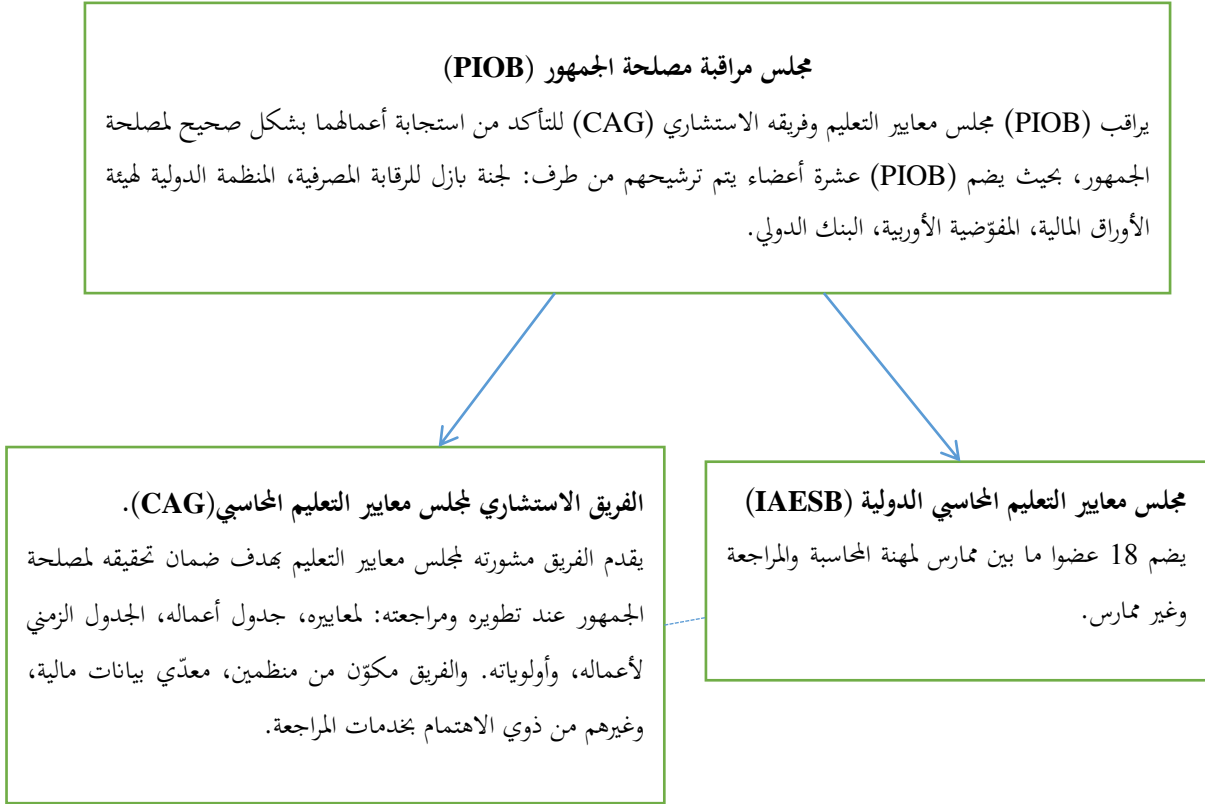 مجلس مراقبة مصلحة الجمهور (PIOB)
يراقب (PIOB) مجلس معايير التعليم وفريقه الاستشاري (CAG) للتأكد من استجابة أعمالهما بشكل صحيح لمصلحة
الجمهور، بحيث يضم (PIOB) عشرة أعضاء يتم ترشيحهم من طرف: لجنة بازل للرقابة المصرفية، المنظمة الدولية لهيئة
الأوراق المالية، المفوّضية الأوربية، البنك الدولي.
مجلس معايير التعليم المحاسبي الدولية (IAESB)
يضم 18 عضوا ما بين ممارس لمهنة المحاسبة والمراجعة
وغير ممارس.
الفريق الاستشاري لمجلس معايير التعليم المحاسبي(CAG).
يقدم الفريق مشورته لمجلس معايير التعليم بهدف ضمان تحقيقه لمصلحة
الجمهور عند تطويره ومراجعته: لمعاييره، جدول أعماله، الجدول الزمني
لأعماله، وأولوياته. والفريق مكوّن من منظمين، معدّي بيانات مالية،
وغيرهم من ذوي الاهتمام بخدمات المراجعة.